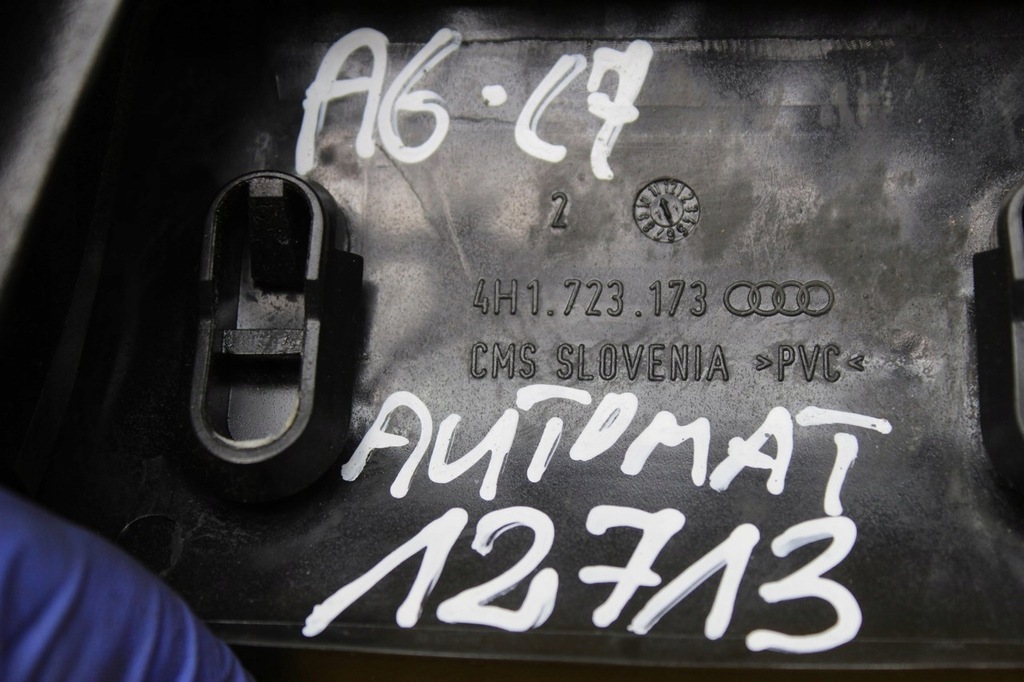 A6·C7
2
4H1.723.173
CMS SLOVENIA >PVC<
AUTOMAT
12713